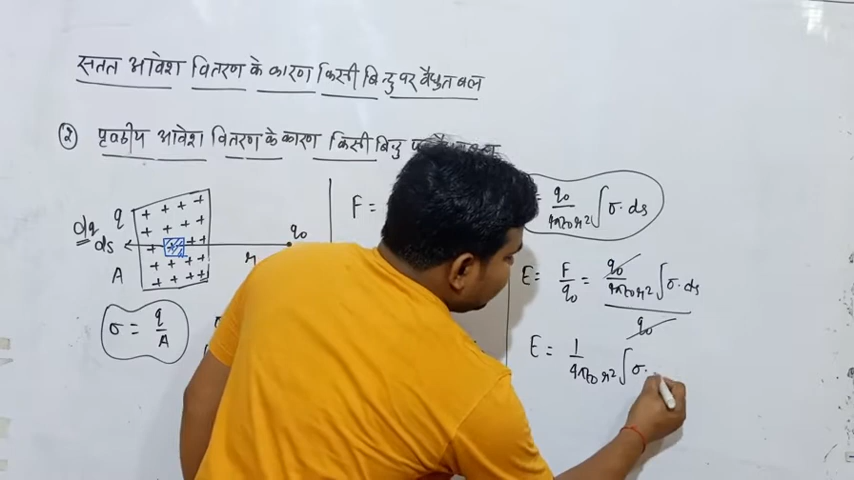 सतत आवेश वितरण के कारण किसी बिन्दु पर वैधुत बल
(२) पृष्ठीय आवेश वितरण के कारण किसी बिन्दु
dq q
ds
A
+ + + +
+ + + +
+ + +
+ + + +
+ + + +
r
q₀
σ = q/A
F =
= q₀/4πε₀r² ∫σ. ds
E = F/q₀ = (q₀/4πε₀r² ∫σ. ds)/q₀
E = 1/4πε₀r² ∫σ.